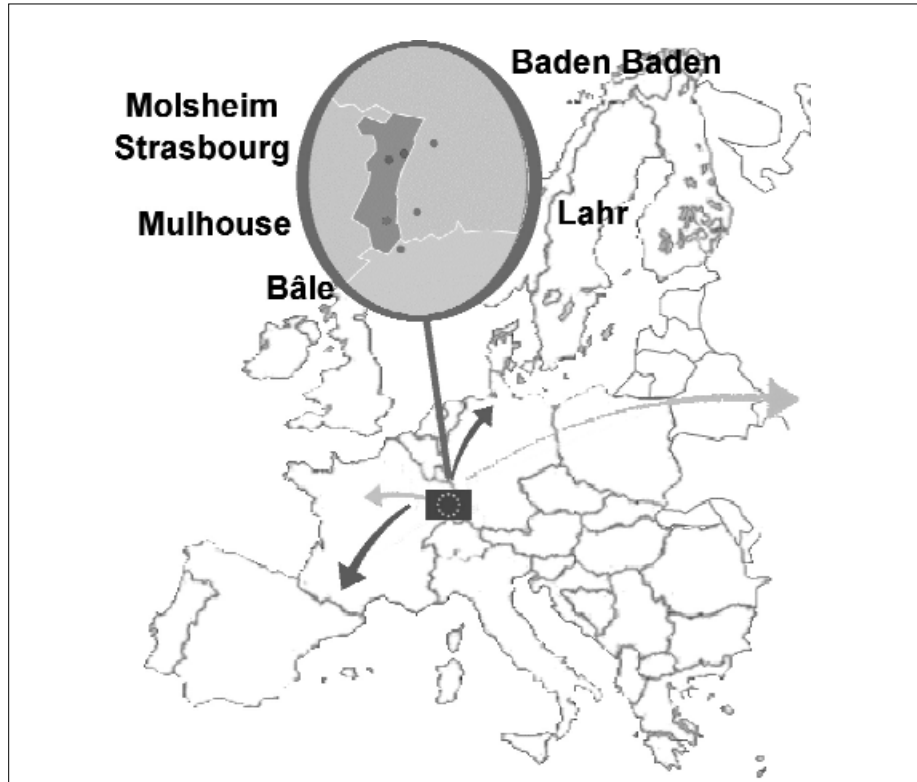 Baden Baden
Molsheim
Strasbourg
Mulhouse
Lahr
Bâle